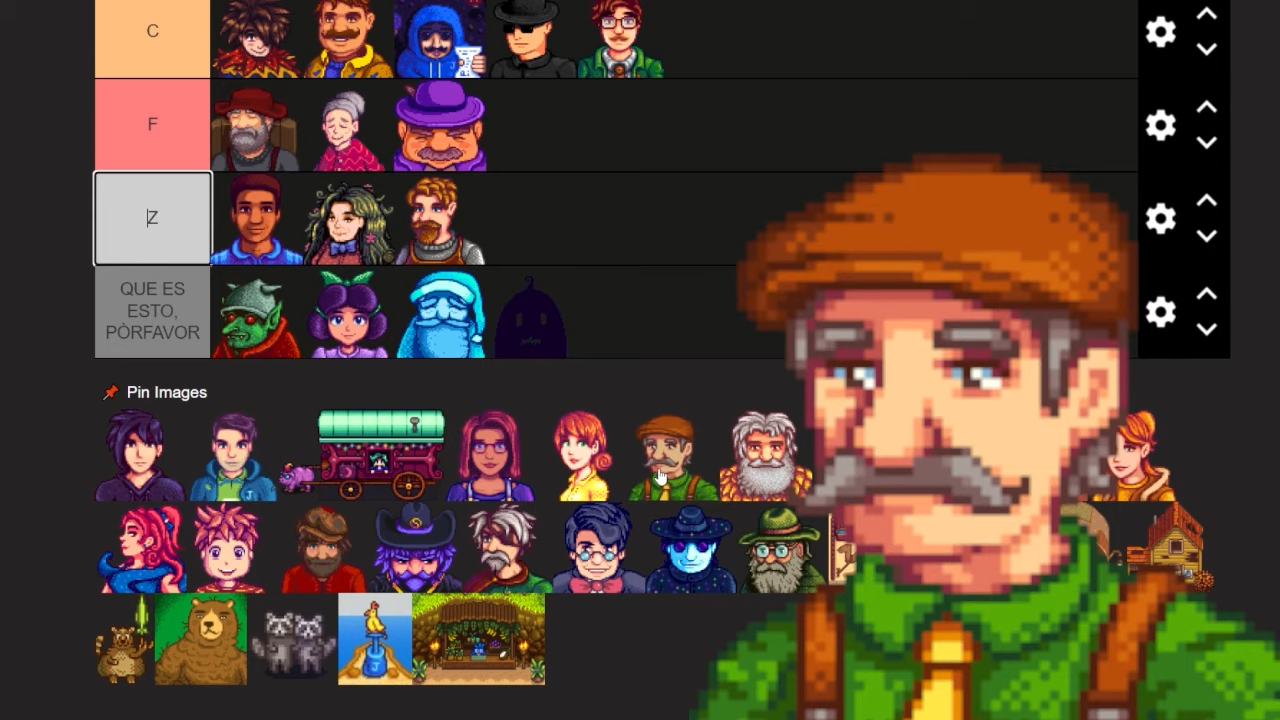 C
F
Z
QUE ES
ESTO,
PÒRFAVOR
Pin Images